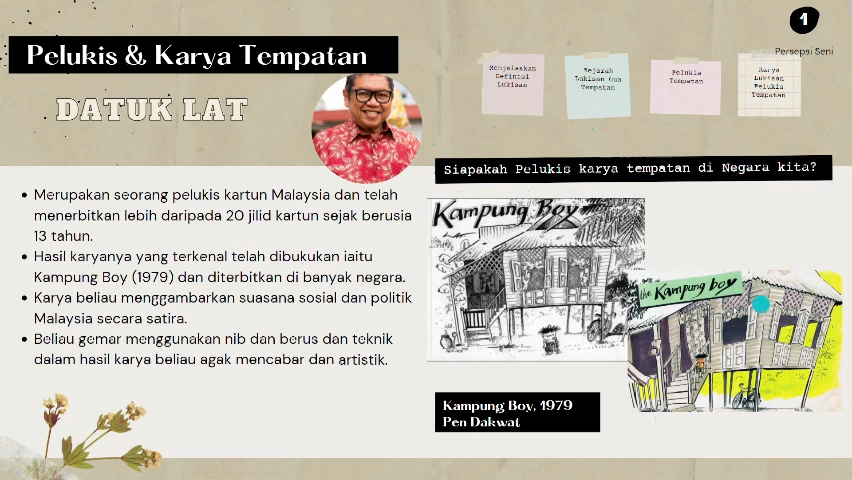 1
Persepsi Seni
Pelukis & Karya Tempatan
DATUK LAT
Menjelaskan
Definisi
Lukisan
Sejarah
Lukisan Gua
Tempatan
Pelukis
Tempatan
Karya
Lukisan
Pelukis
Tempatan
Siapakah Pelukis karya tempatan di Negara kita?
• Merupakan seorang pelukis kartun Malaysia dan telah
menerbitkan lebih daripada 20 jilid kartun sejak berusia
13 tahun.
• Hasil karyanya yang terkenal telah dibukukan iaitu
Kampung Boy (1979) dan diterbitkan di banyak negara.
• Karya beliau menggambarkan suasana sosial dan politik
Malaysia secara satira.
• Beliau gemar menggunakan nib dan berus dan teknik
dalam hasil karya beliau agak mencabar dan artistik.
Kampung Boy
the Kampung boy
Kampung Boy, 1979
Pen Dakwat